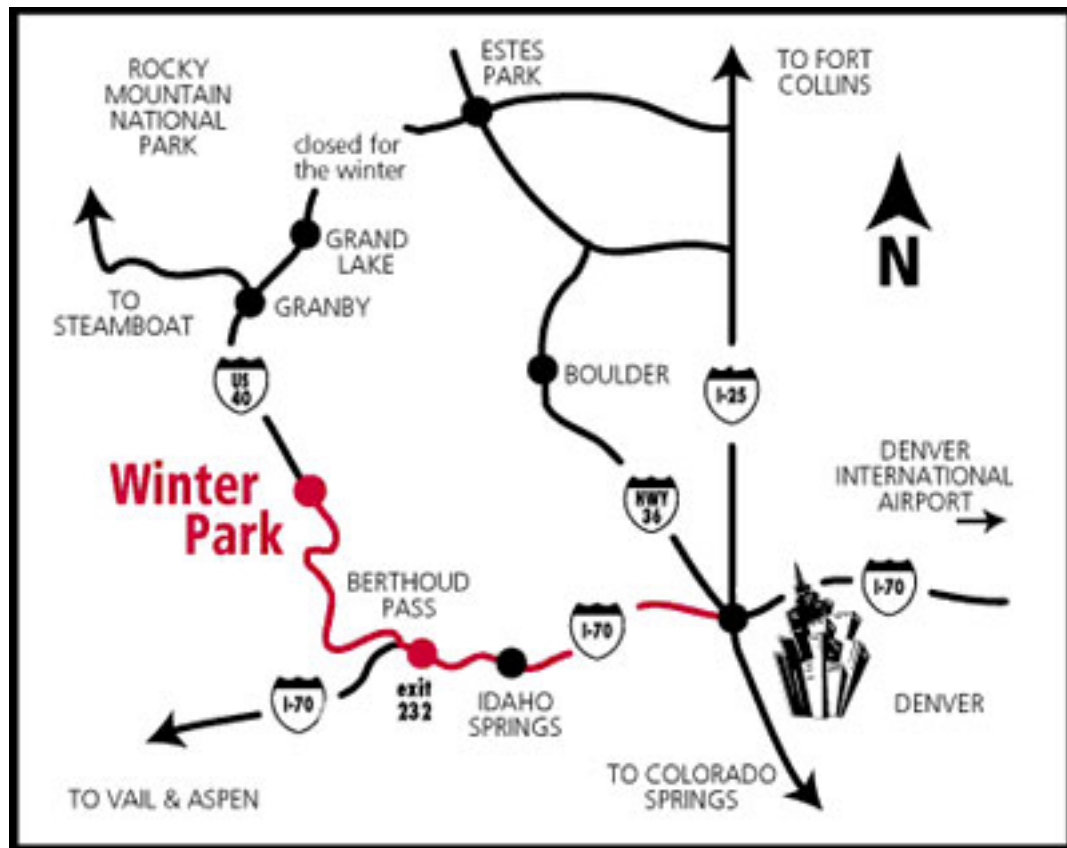 ROCKY
MOUNTAIN
NATIONAL
PARK
ESTES
PARK
TO FORT
COLLINS
closed for
the winter
GRAND
LAKE
N
TO
STEAMBOAT
GRANBY
US
40
BOULDER
I-25
Winter
Park
HWY
36
DENVER
INTERNATIONAL
AIRPORT
BERTHOUD
PASS
I-70
I-70
I-70
exit
232
IDAHO
SPRINGS
DENVER
TO VAIL & ASPEN
TO COLORADO
SPRINGS